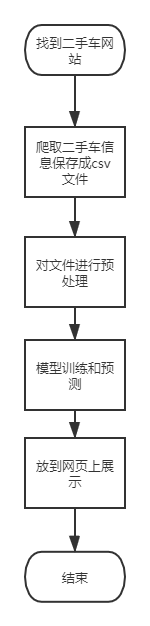 找到二手车网
站
爬取二手车信
息保存成csv
文件
对文件进行预
处理
模型训练和预
测
放到网页上展
示
结束